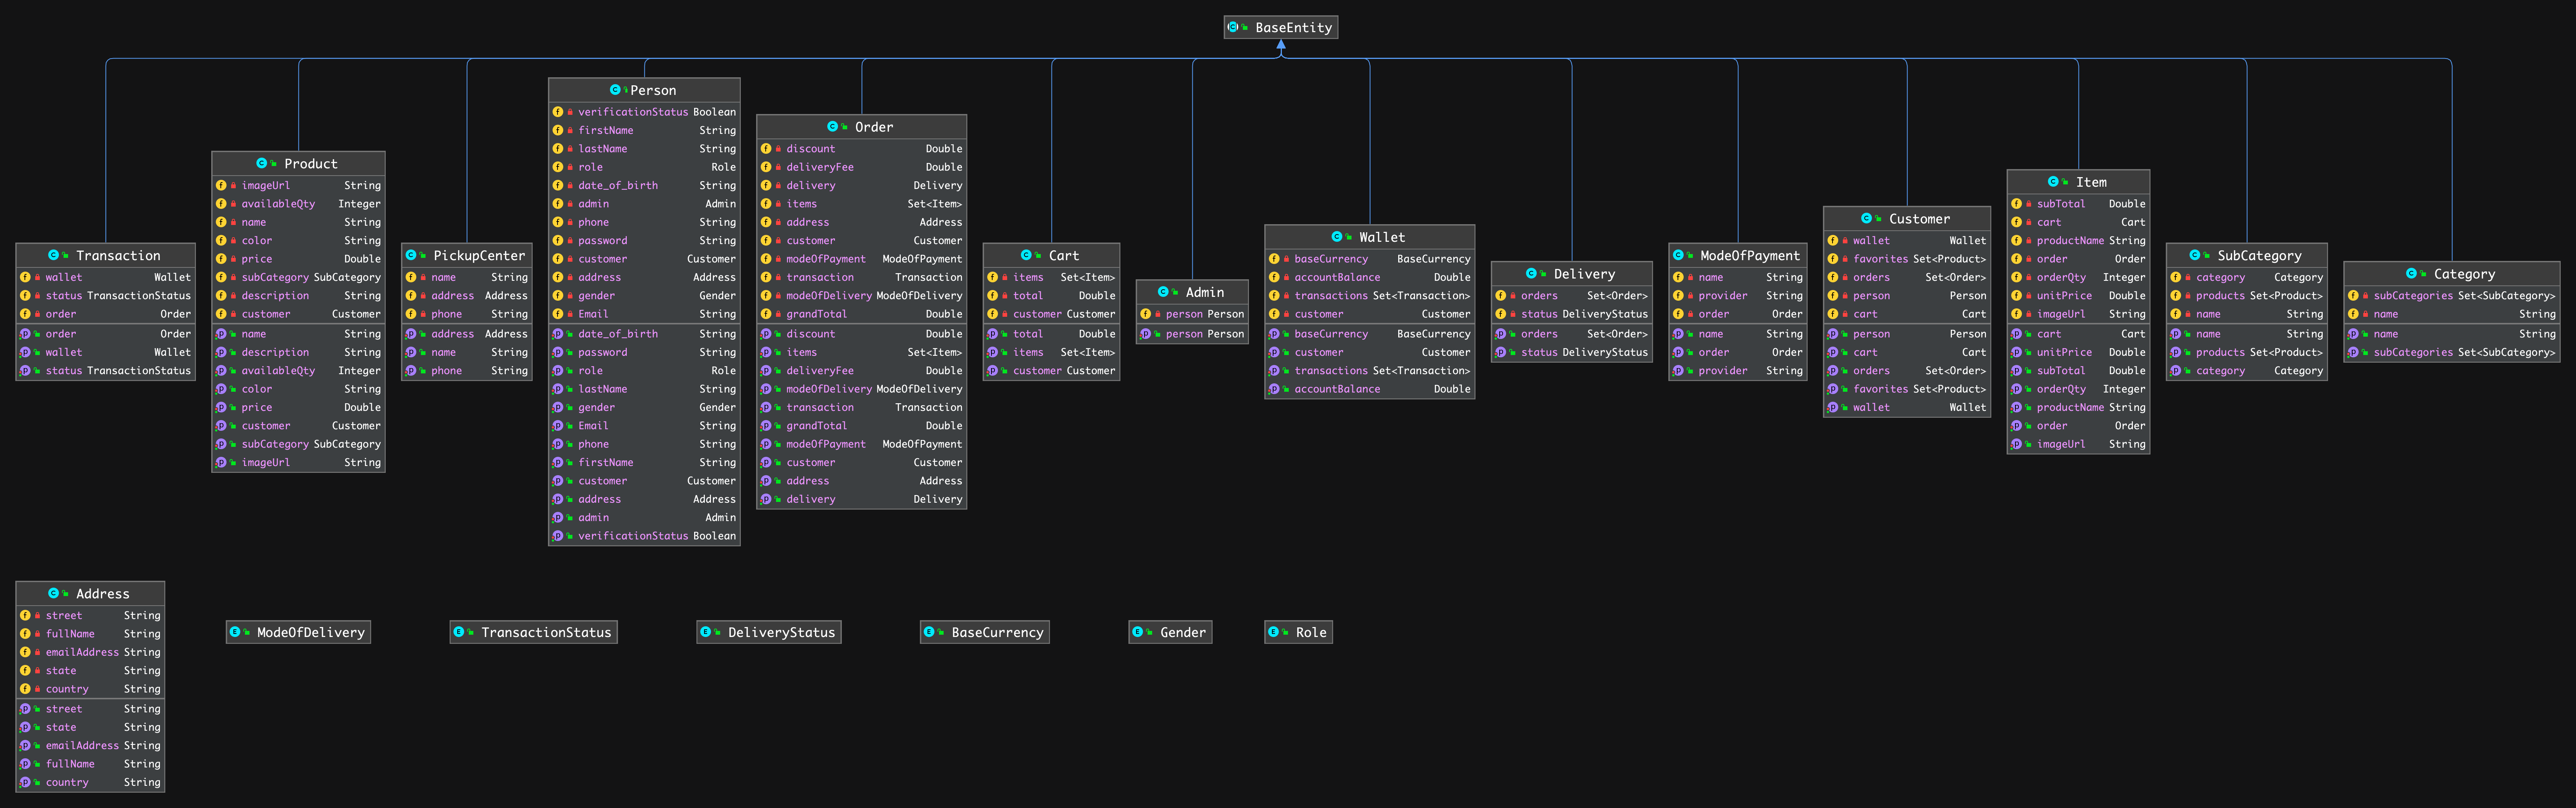 BaseEntity
Transaction
wallet Wallet
status TransactionStatus
order Order
order Order
wallet Wallet
status TransactionStatus
Product
imageUrl String
availableQty Integer
name String
color String
price Double
subCategory SubCategory
description String
customer Customer
name String
description String
availableQty Integer
color String
price Double
customer Customer
subCategory SubCategory
imageUrl String
PickupCenter
name String
address Address
phone String
address Address
name String
phone String
Person
verificationStatus Boolean
firstName String
lastName String
role Role
date_of_birth String
admin Admin
phone String
password String
customer Customer
address Address
gender Gender
Email String
date_of_birth String
password String
role Role
lastName String
gender Gender
Email String
phone String
firstName String
customer Customer
address Address
admin Admin
verificationStatus Boolean
Order
discount Double
deliveryFee Double
delivery Delivery
items Set<Item>
address Address
customer Customer
modeOfPayment ModeOfPayment
transaction Transaction
modeOfDelivery ModeOfDelivery
grandTotal Double
discount Double
items Set<Item>
deliveryFee Double
modeOfDelivery ModeOfDelivery
transaction Transaction
grandTotal Double
modeOfPayment ModeOfPayment
customer Customer
address Address
delivery Delivery
Cart
items Set<Item>
total Double
customer Customer
total Double
items Set<Item>
customer Customer
Admin
person Person
person Person
Wallet
baseCurrency BaseCurrency
accountBalance Double
transactions Set<Transaction>
customer Customer
baseCurrency BaseCurrency
customer Customer
transactions Set<Transaction>
accountBalance Double
Delivery
orders Set<Order>
status DeliveryStatus
orders Set<Order>
status DeliveryStatus
ModeOfPayment
name String
provider String
order Order
name String
order Order
provider String
Customer
wallet Wallet
favorites Set<Product>
orders Set<Order>
person Person
cart Cart
person Person
cart Cart
orders Set<Order>
favorites Set<Product>
wallet Wallet
Item
subTotal Double
cart Cart
productName String
order Order
orderQty Integer
unitPrice Double
imageUrl String
cart Cart
unitPrice Double
subTotal Double
orderQty Integer
productName String
order Order
imageUrl String
SubCategory
category Category
products Set<Product>
name String
name String
products Set<Product>
category Category
Category
subCategories Set<SubCategory>
name String
name String
subCategories Set<SubCategory>
Address
street String
fullName String
emailAddress String
state String
country String
street String
state String
emailAddress String
fullName String
country String
ModeOfDelivery
TransactionStatus
DeliveryStatus
BaseCurrency
Gender
Role